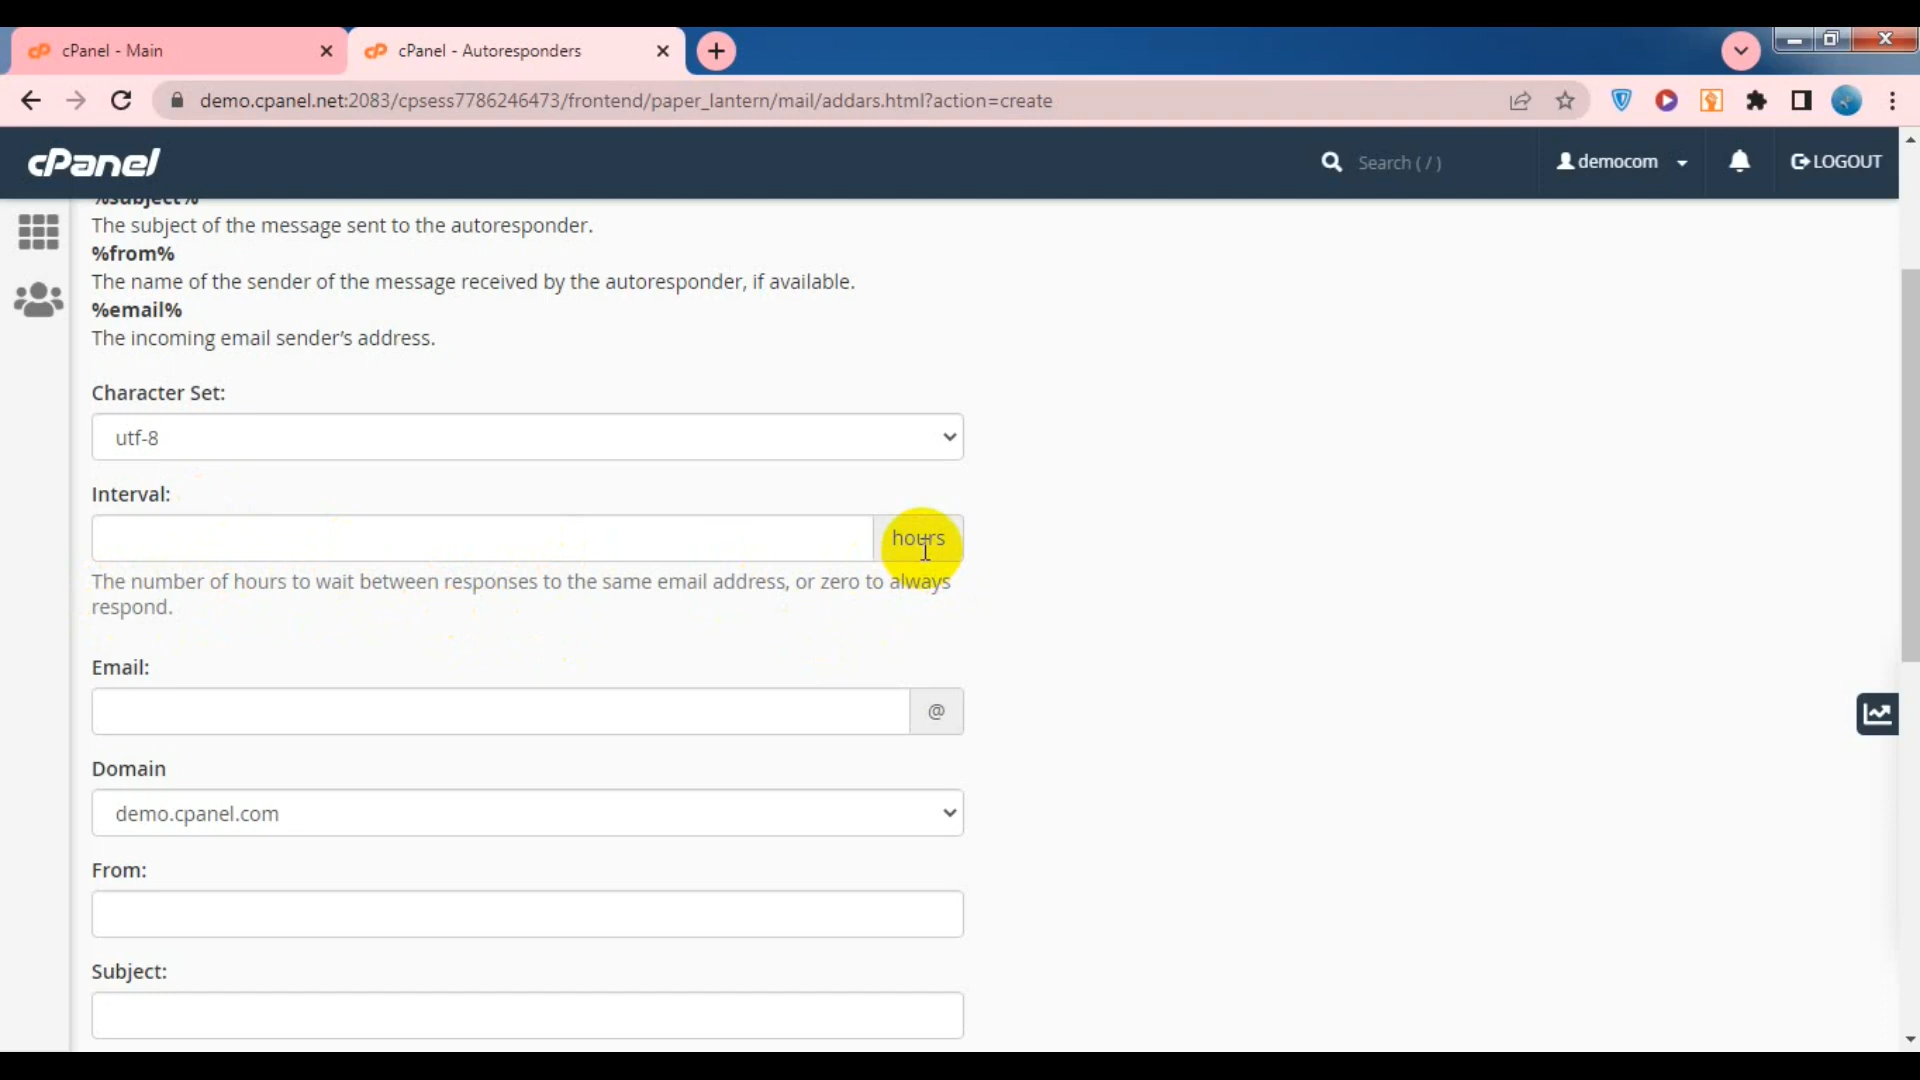 cPanel - Main
cPanel - Autoresponders
demo.cpanel.net:2083/cpsess7786246473/frontend/paper_lantern/mail/addars.html?action=create
cPanel
Search ( / )
democom
LOGOUT
%subject%
The subject of the message sent to the autoresponder.
%from%
The name of the sender of the message received by the autoresponder, if available.
%email%
The incoming email sender’s address.
Character Set:
utf-8
Interval:
hours
The number of hours to wait between responses to the same email address, or zero to always
respond.
Email:
@
Domain
demo.cpanel.com
From:
Subject: